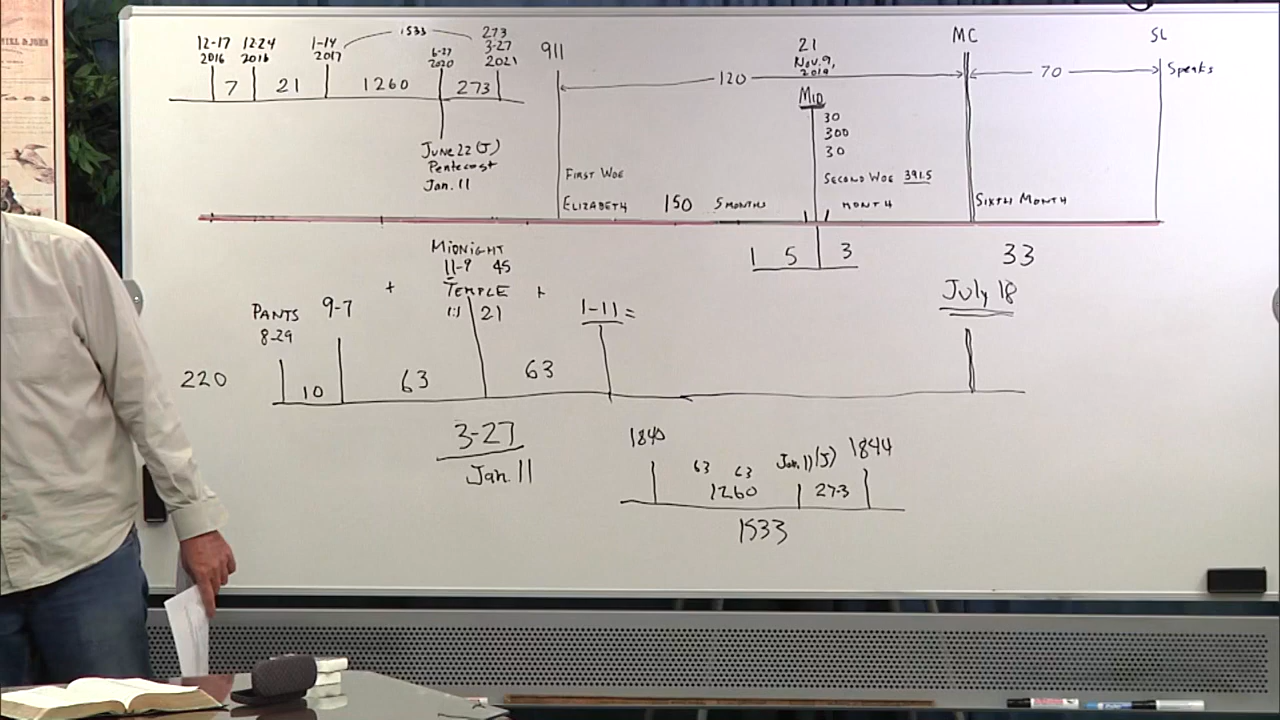 IEL & JOHN
12-17
2016
12-24
2016
1-14
2017
1533
6-27
2020
273
3-27
2021
7
21
1260
273
June 22 (J)
Pentecost
Jan. 11
911
120
21
Nov. 9,
2019
MC
70
SL
Speaks
MID
30
300
30
FIRST WOE
SECOND WOE 391.5
ELIZABETH
150
5 MONTHS
MONTH
SIXTH MONTH
1 5 3
33
MIDNIGHT
11-9 45
+ TEMPLE +
1:1 21
PANTS
8-29
9-7
1-11 =
July 18
220
10
63
63
3-27
Jan. 11
1840
63 63
Jan. 11 (J)
1844
1260
273
1533